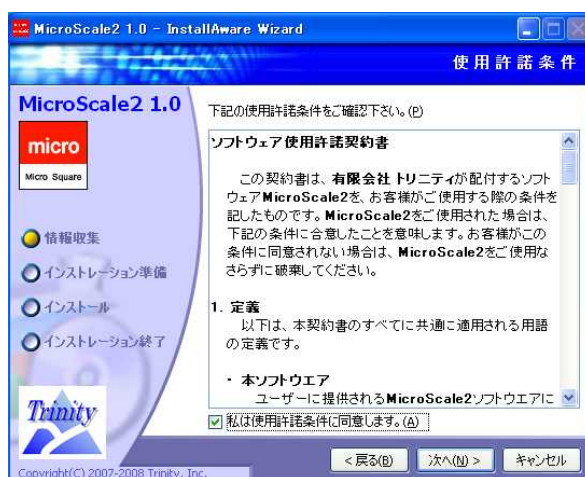 MicroScale2 1.0 - InstallAware Wizard
使用許諾条件
MicroScale2 1.0
micro
Micro Square
情報収集
インストレーション準備
インストール
インストレーション終了
Trinity
Copyright(C) 2007-2008 Trinity, Inc.
下記の使用許諾条件をご確認下さい。(P)
ソフトウェア使用許諾契約書
この契約書は、有限会社トリニティが配付するソフト
ウェアMicroScale2を、お客様がご使用する際の条件を
記したものです。MicroScale2をご使用された場合は、
下記の条件に合意したことを意味します。お客様がこの
条件に同意されない場合は、MicroScale2をご使用な
さらずに破棄してください。
1. 定義
以下は、本契約書のすべてに共通に適用される用語
の定義です。
・ 本ソフトウエア
ユーザーに提供されるMicroScale2ソフトウエアに
私は使用許諾条件に同意します。(A)
< 戻る(B)
次へ(N) >
キャンセル